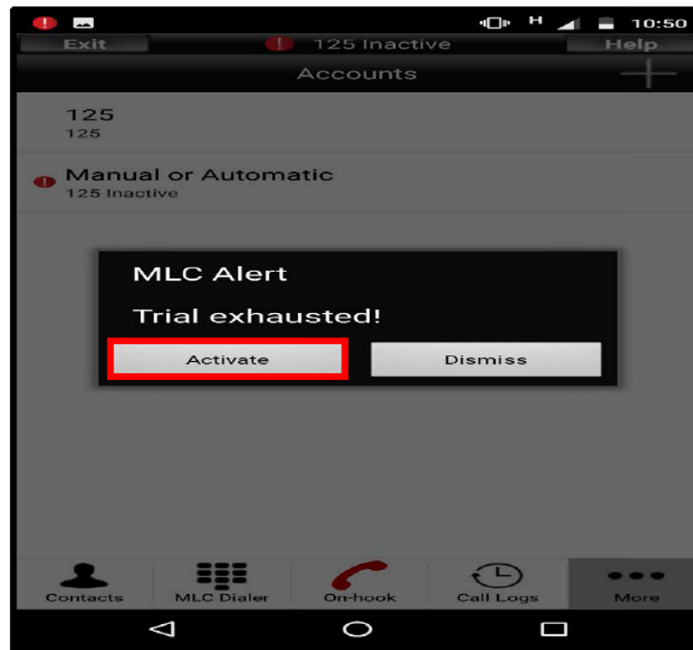 H 10:50
Exit 125 Inactive Help
Accounts
125
125
Manual or Automatic
125 Inactive
MLC Alert
Trial exhausted!
Activate Dismiss
Contacts MLC Dialer On-hook Call Logs More